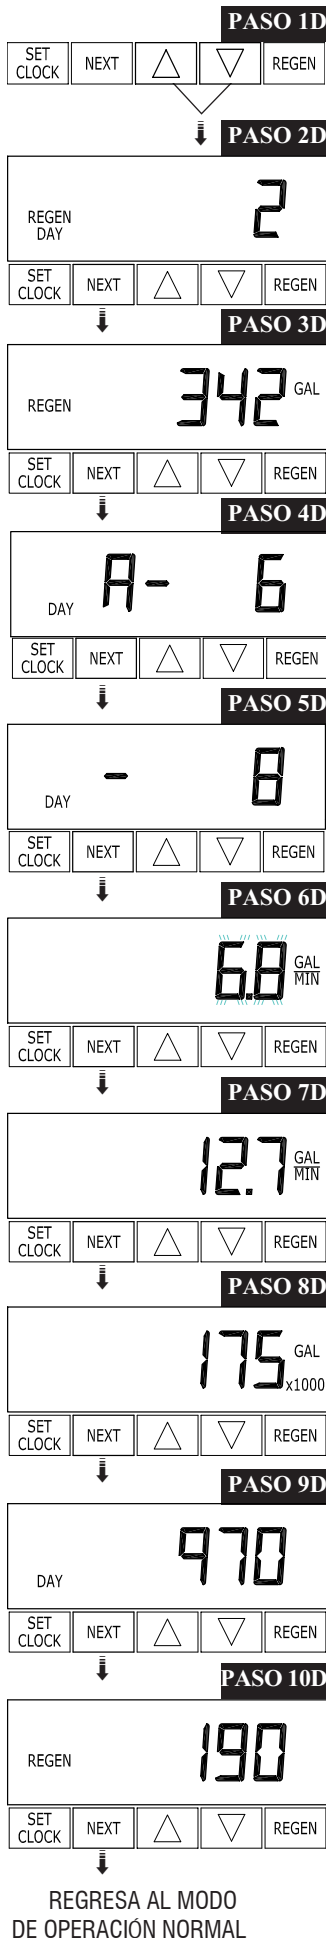 PASO 1D
SET CLOCK NEXT REGEN
PASO 2D
REGEN DAY 2
SET CLOCK NEXT REGEN
PASO 3D
REGEN 342 GAL
SET CLOCK NEXT REGEN
PASO 4D
DAY A- 6
SET CLOCK NEXT REGEN
PASO 5D
DAY - 8
SET CLOCK NEXT REGEN
PASO 6D
6.8 GAL MIN
SET CLOCK NEXT REGEN
PASO 7D
12.7 GAL MIN
SET CLOCK NEXT REGEN
PASO 8D
175 GAL x1000
SET CLOCK NEXT REGEN
PASO 9D
DAY 970
SET CLOCK NEXT REGEN
PASO 10D
REGEN 190
SET CLOCK NEXT REGEN
REGRESA AL MODO
DE OPERACIÓN NORMAL